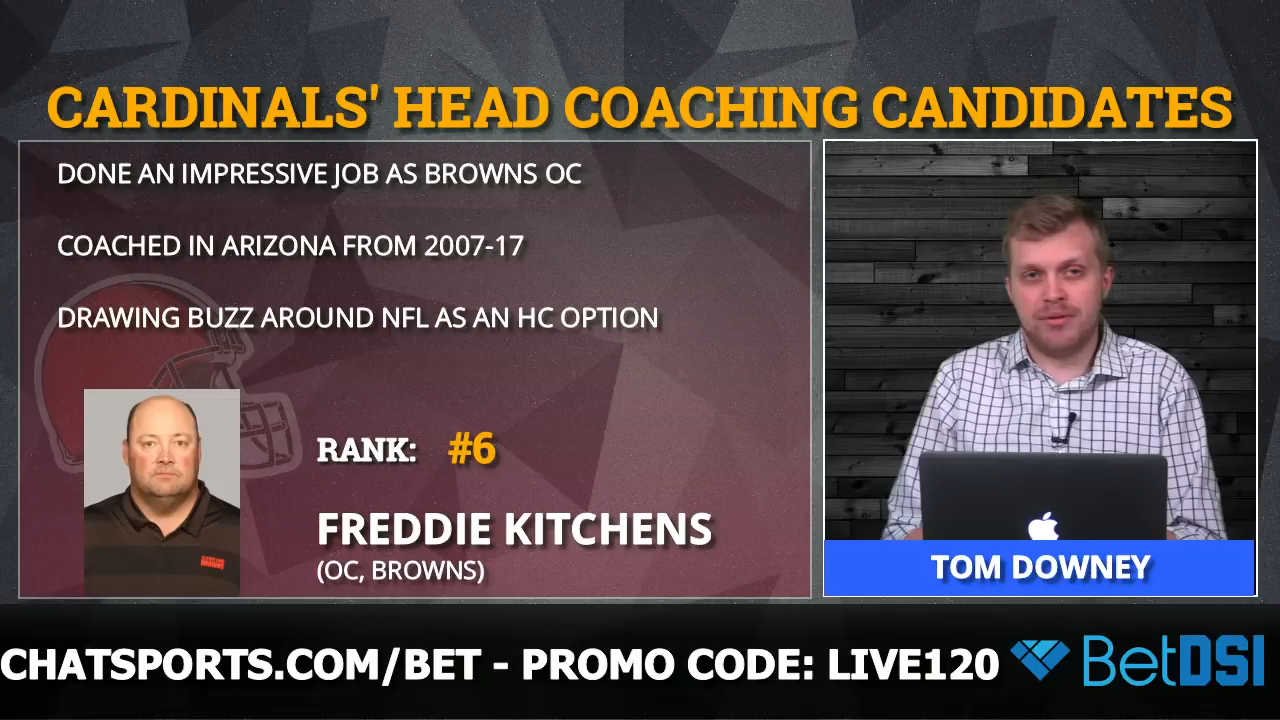 CARDINALS' HEAD COACHING CANDIDATES
DONE AN IMPRESSIVE JOB AS BROWNS OC
COACHED IN ARIZONA FROM 2007-17
DRAWING BUZZ AROUND NFL AS AN HC OPTION
RANK: #6
FREDDIE KITCHENS
(OC, BROWNS)
TOM DOWNEY
CHATSPORTS.COM/BET - PROMO CODE: LIVE120 BetDSI